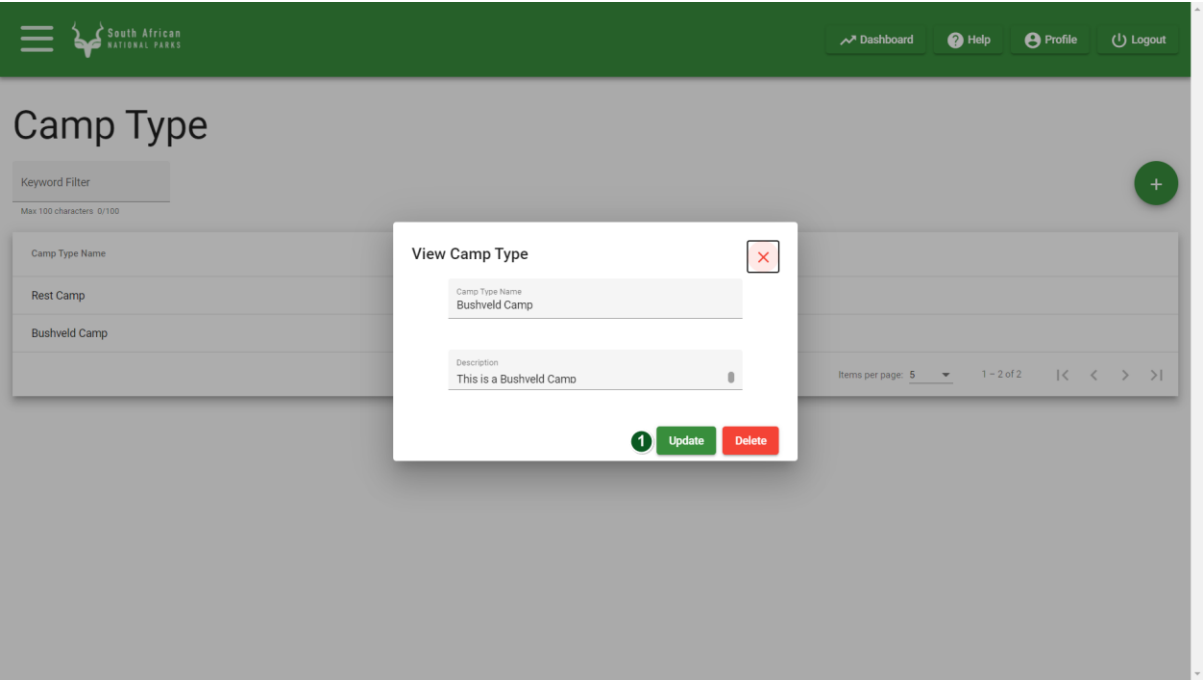 South African
NATIONAL PARKS
Dashboard
Help
Profile
Logout
Camp Type
Keyword Filter
Max 100 characters 0/100
Camp Type Name
Rest Camp
Bushveld Camp
Items per page: 5
1 – 2 of 2
View Camp Type
Camp Type Name
Bushveld Camp
Description
This is a Bushveld Camp
1
Update
Delete